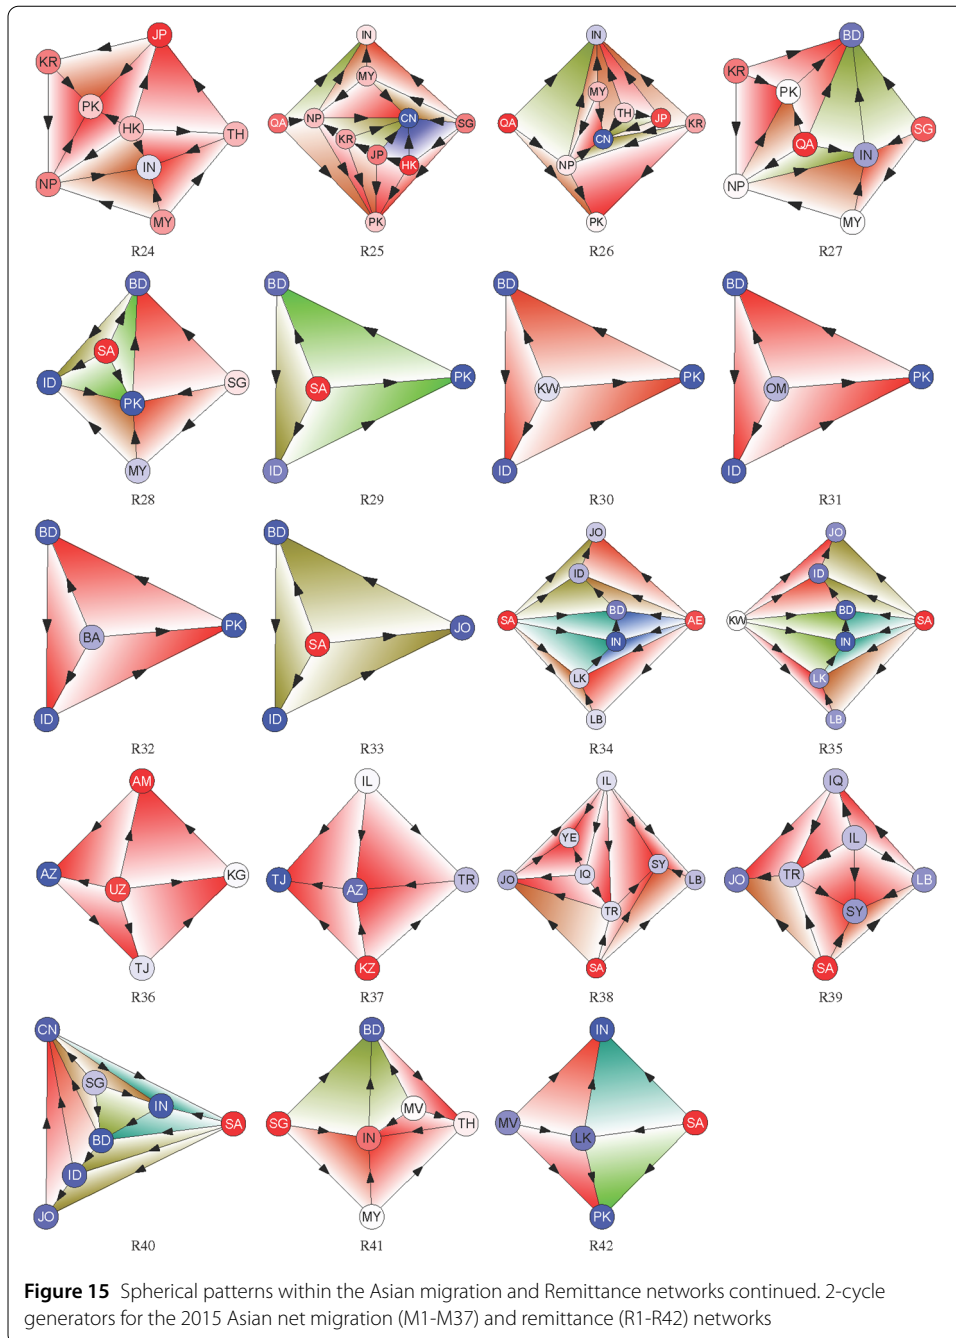 JP
KR
PK
HK
TH
IN
NP
MY
R24
IN
MY
QA
NP
CN
SG
KR
JP
HK
PK
R25
IN
MY
QA
TH
JP
KR
CN
NP
PK
R26
BD
KR
PK
SG
QA
IN
NP
MY
R27
BD
SA
ID
SG
PK
MY
R28
BD
PK
SA
ID
R29
BD
KW
PK
ID
R30
BD
OM
PK
ID
R31
BD
BA
PK
ID
R32
BD
JO
SA
ID
R33
JO
ID
BD
SA
AE
IN
LK
LB
R34
JO
ID
BD
KW
SA
IN
LK
LB
R35
AM
AZ
KG
UZ
TJ
R36
IL
TJ
TR
AZ
KZ
R37
IL
YE
SY
IQ
LB
JO
TR
SA
R38
IQ
IL
TR
JO
LB
SY
SA
R39
CN
SG
IN
SA
BD
ID
JO
R40
BD
MV
SG
TH
IN
MY
R41
IN
MV
SA
LK
PK
R42
Figure 15 Spherical patterns within the Asian migration and Remittance networks continued. 2-cycle
generators for the 2015 Asian net migration (M1-M37) and remittance (R1-R42) networks